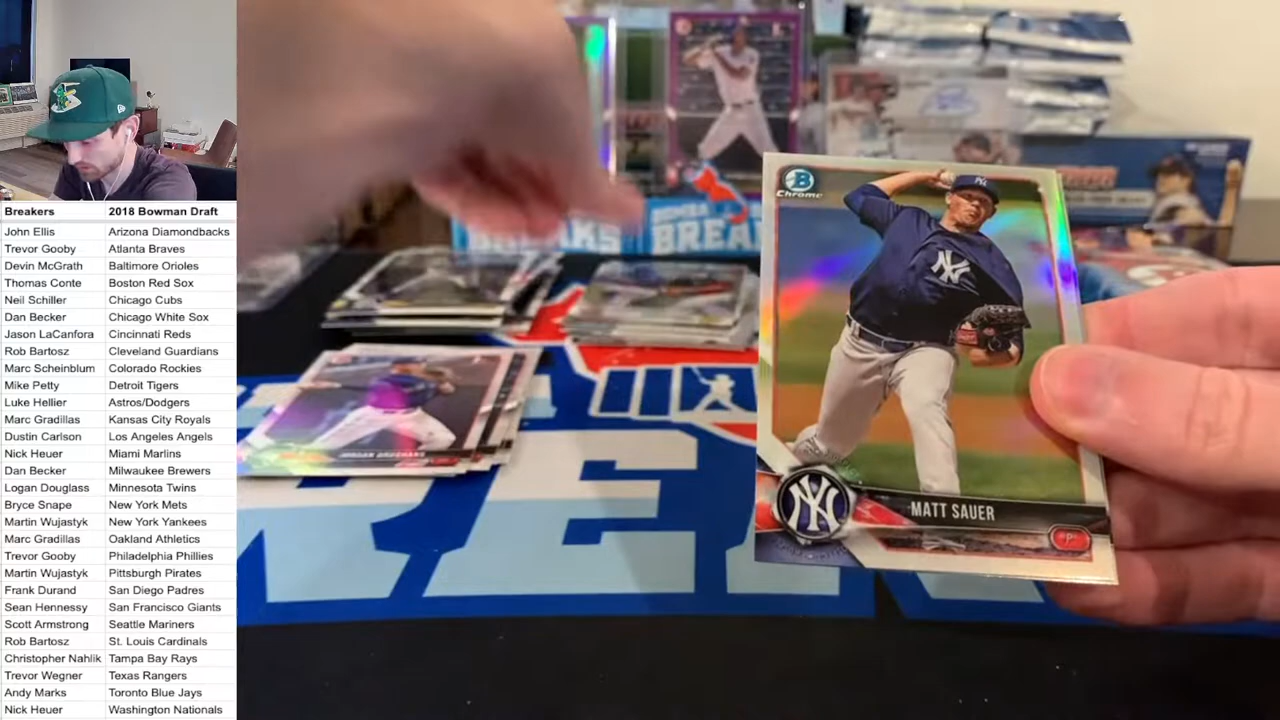 Breakers 2018 Bowman Draft
John Ellis Arizona Diamondbacks
Trevor Gooby Atlanta Braves
Devin McGrath Baltimore Orioles
Thomas Conte Boston Red Sox
Neil Schiller Chicago Cubs
Dan Becker Chicago White Sox
Jason LaCanfora Cincinnati Reds
Rob Bartosz Cleveland Guardians
Marc Scheinblum Colorado Rockies
Mike Petty Detroit Tigers
Luke Hellier Astros/Dodgers
Marc Gradillas Kansas City Royals
Dustin Carlson Los Angeles Angels
Nick Heuer Miami Marlins
Dan Becker Milwaukee Brewers
Logan Douglass Minnesota Twins
Bryce Snape New York Mets
Martin Wujastyk New York Yankees
Marc Gradillas Oakland Athletics
Trevor Gooby Philadelphia Phillies
Martin Wujastyk Pittsburgh Pirates
Frank Durand San Diego Padres
Sean Hennessy San Francisco Giants
Scott Armstrong Seattle Mariners
Rob Bartosz St. Louis Cardinals
Christopher Nahlik Tampa Bay Rays
Trevor Wegner Texas Rangers
Andy Marks Toronto Blue Jays
Nick Heuer Washington Nationals
BREAKS
BREA
B
Chrome
NY
NY
NY
MATT SAUER
P